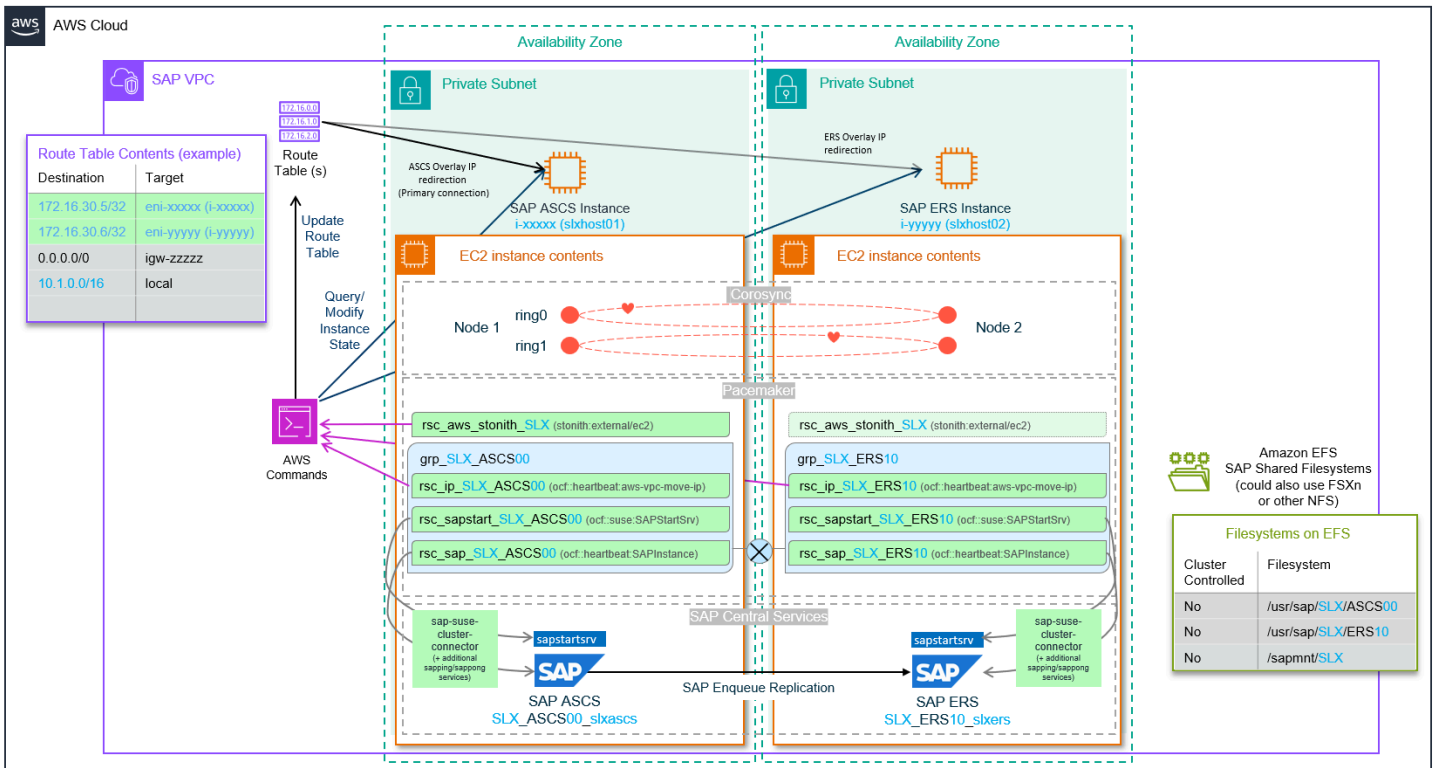 aws
AWS Cloud
Availability Zone
Availability Zone
SAP VPC
Private Subnet
Private Subnet
172.16.0.0
172.16.1.0
172.16.2.0
Route
Table (s)
Route Table Contents (example)
Destination Target
172.16.30.5/32 eni-xxxxx (i-xxxxx)
172.16.30.6/32 eni-yyyyy (i-yyyyy)
0.0.0.0/0 igw-zzzzz
10.1.0.0/16 local
ASCS Overlay IP
redirection
(Primary connection)
ERS Overlay IP
redirection
SAP ASCS Instance
i-xxxxx (slxhost01)
SAP ERS Instance
i-yyyyy (slxhost02)
Update
Route
Table
Query/
Modify
Instance
State
AWS
Commands
EC2 instance contents
EC2 instance contents
Corosync
Node 1
ring0
ring1
Node 2
Pacemaker
rsc_aws_stonith_SLX (stonith:external/ec2)
rsc_aws_stonith_SLX (stonith:external/ec2)
grp_SLX_ASCS00
grp_SLX_ERS10
rsc_ip_SLX_ASCS00 (ocf::heartbeat:aws-vpc-move-ip)
rsc_ip_SLX_ERS10 (ocf::heartbeat:aws-vpc-move-ip)
rsc_sapstart_SLX_ASCS00 (ocf::suse:SAPStartSrv)
rsc_sapstart_SLX_ERS10 (ocf::suse:SAPStartSrv)
rsc_sap_SLX_ASCS00 (ocf::heartbeat:SAPInstance)
rsc_sap_SLX_ERS10 (ocf::heartbeat:SAPInstance)
SAP Central Services
sap-suse-
cluster-
connector
(+ additional
sapping/sappong
services)
sapstartsrv
SAP
SAP ASCS
SLX_ASCS00_slxascs
SAP Enqueue Replication
sapstartsrv
SAP
SAP ERS
SLX_ERS10_slxers
sap-suse-
cluster-
connector
(+ additional
sapping/sappong
services)
Amazon EFS
SAP Shared Filesystems
(could also use FSXn
or other NFS)
Filesystems on EFS
Cluster
Controlled Filesystem
No /usr/sap/SLX/ASCS00
No /usr/sap/SLX/ERS10
No /sapmnt/SLX